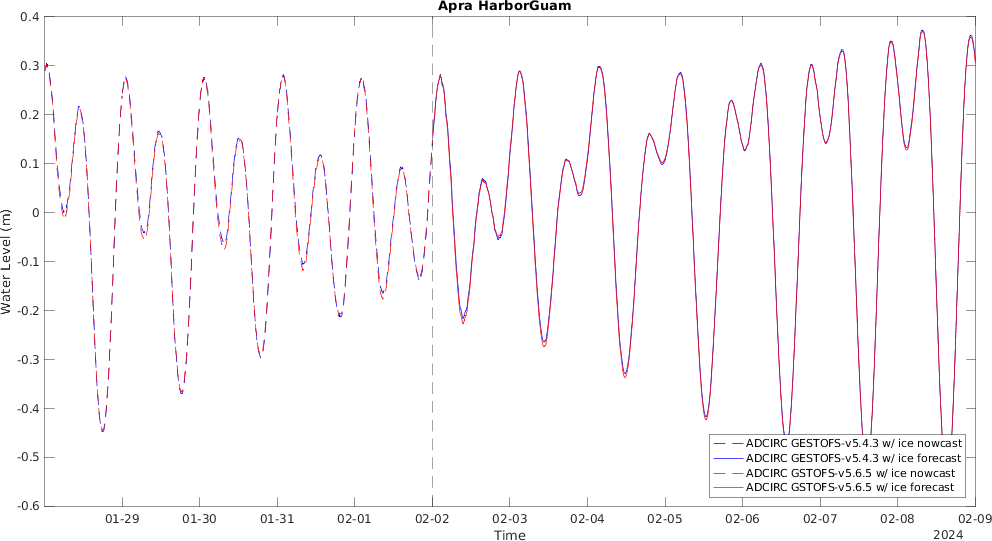 Apra HarborGuam
0.4
0.3
0.2
0.1
0
-0.1
-0.2
-0.3
-0.4
-0.5
-0.6
Water Level (m)
ADCIRC GESTOFS-v5.4.3 w/ ice nowcast
ADCIRC GESTOFS-v5.4.3 w/ ice forecast
ADCIRC GSTOFS-v5.6.5 w/ ice nowcast
ADCIRC GSTOFS-v5.6.5 w/ ice forecast
01-29 01-30 01-31 02-01 02-02 02-03 02-04 02-05 02-06 02-07 02-08 02-09
Time
2024